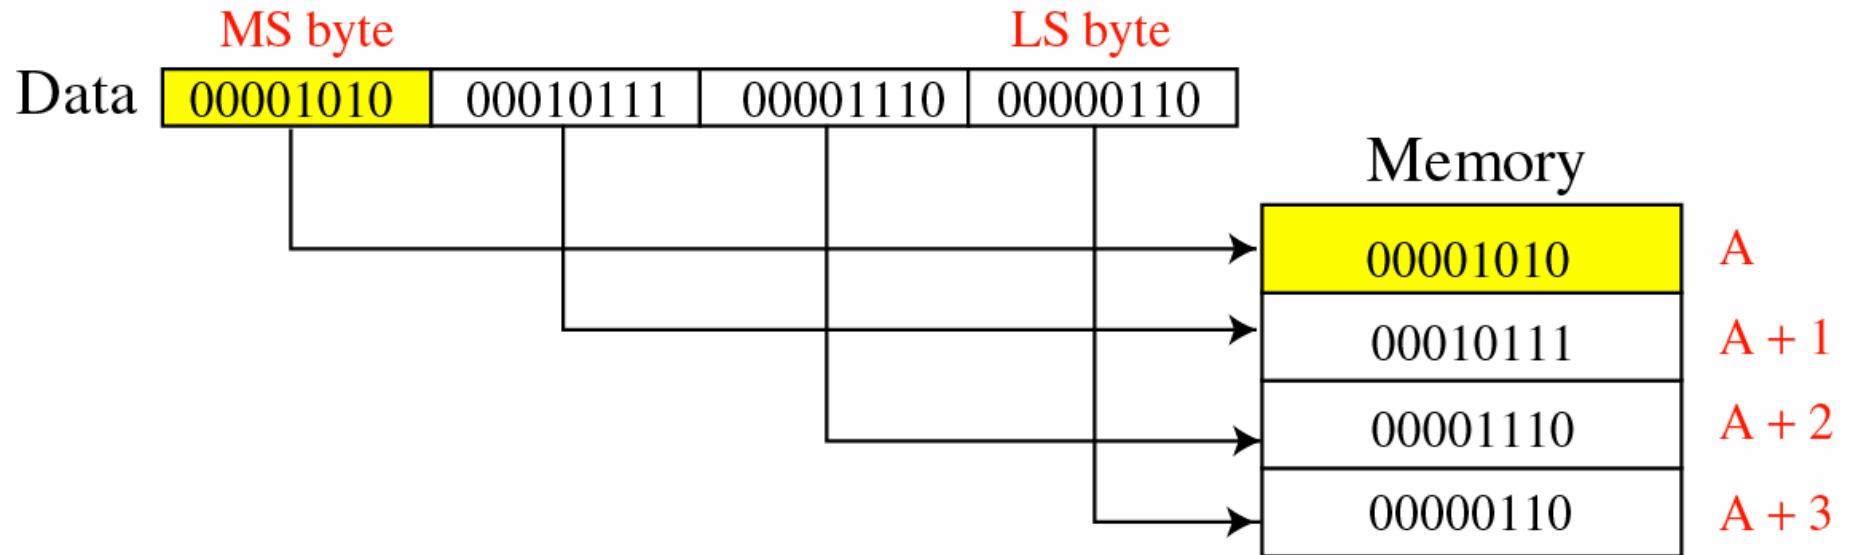 MS byte LS byte
Data 00001010 00010111 00001110 00000110
Memory
00001010 A
00010111 A + 1
00001110 A + 2
00000110 A + 3